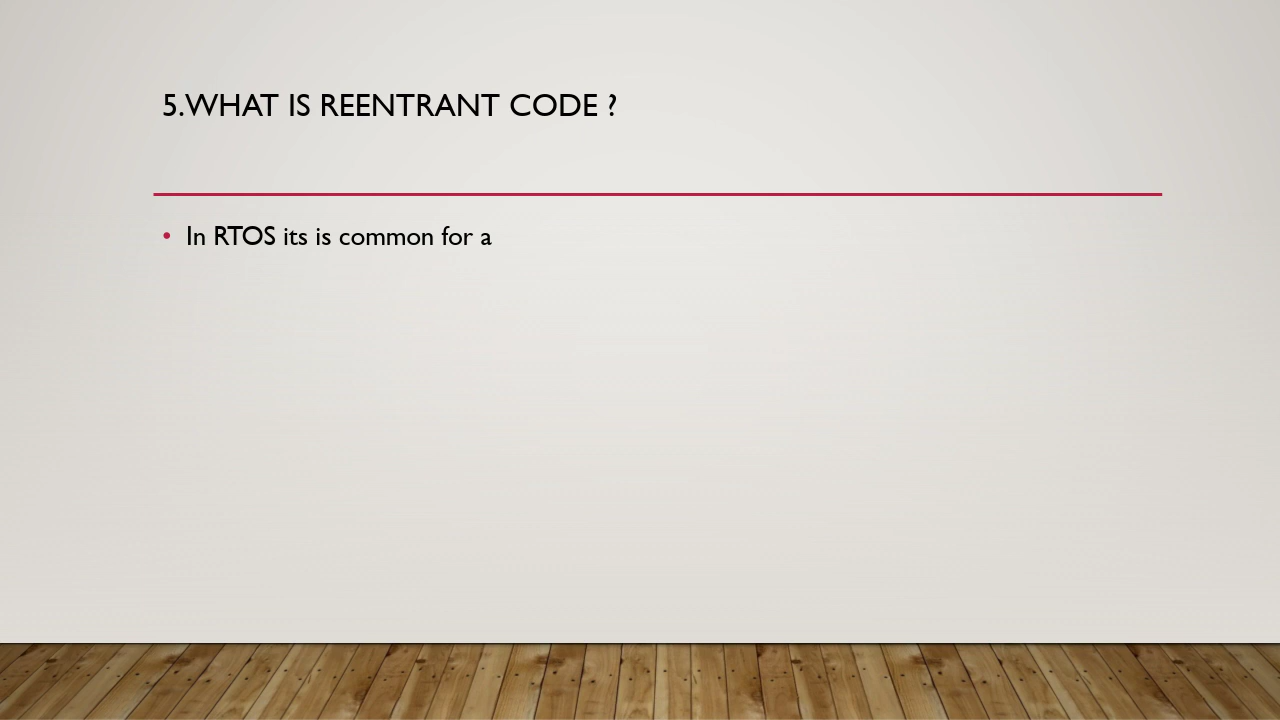 5.WHAT IS REENTRANT CODE ?
• In RTOS its is common for a